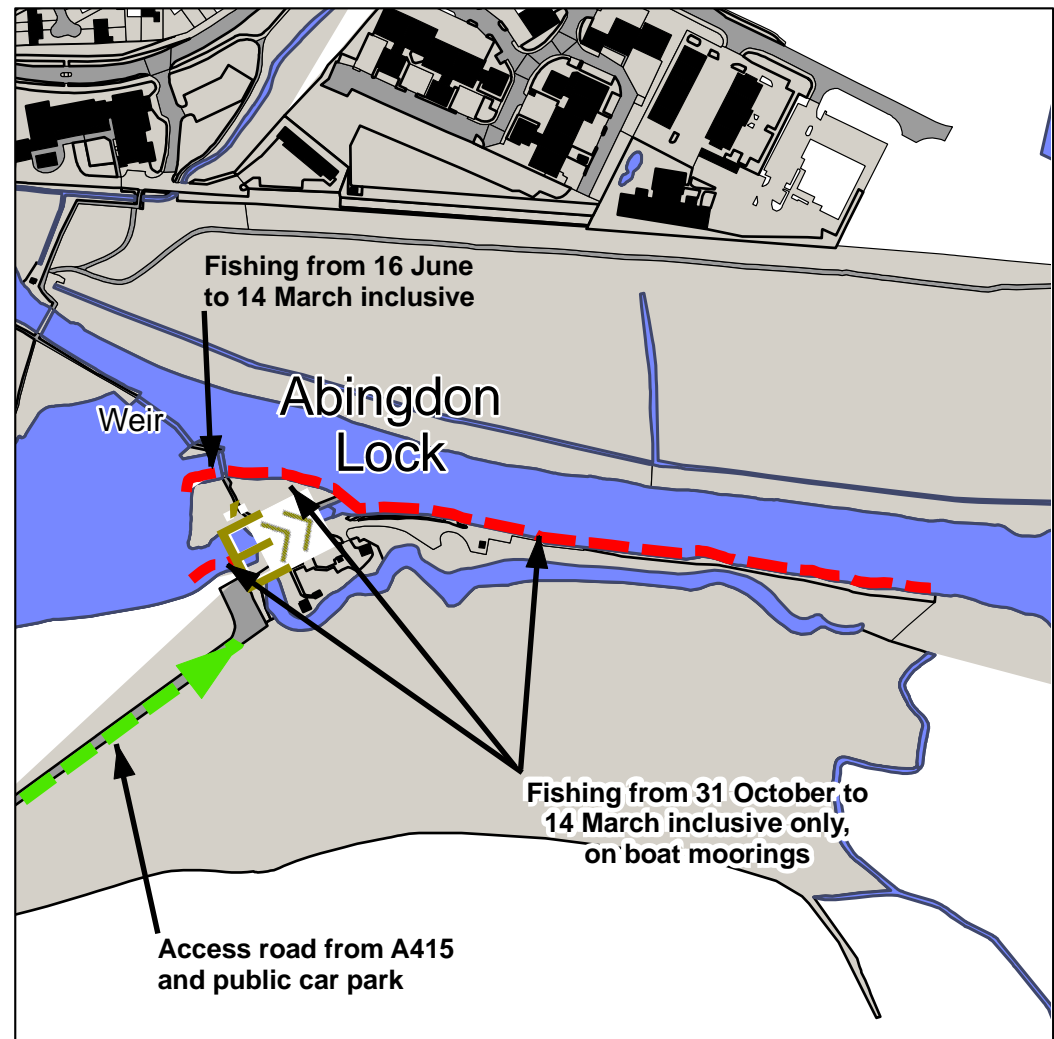 Fishing from 16 June
to 14 March inclusive
Abingdon
Lock
Weir
Fishing from 31 October to
14 March inclusive only,
on boat moorings
Access road from A415
and public car park